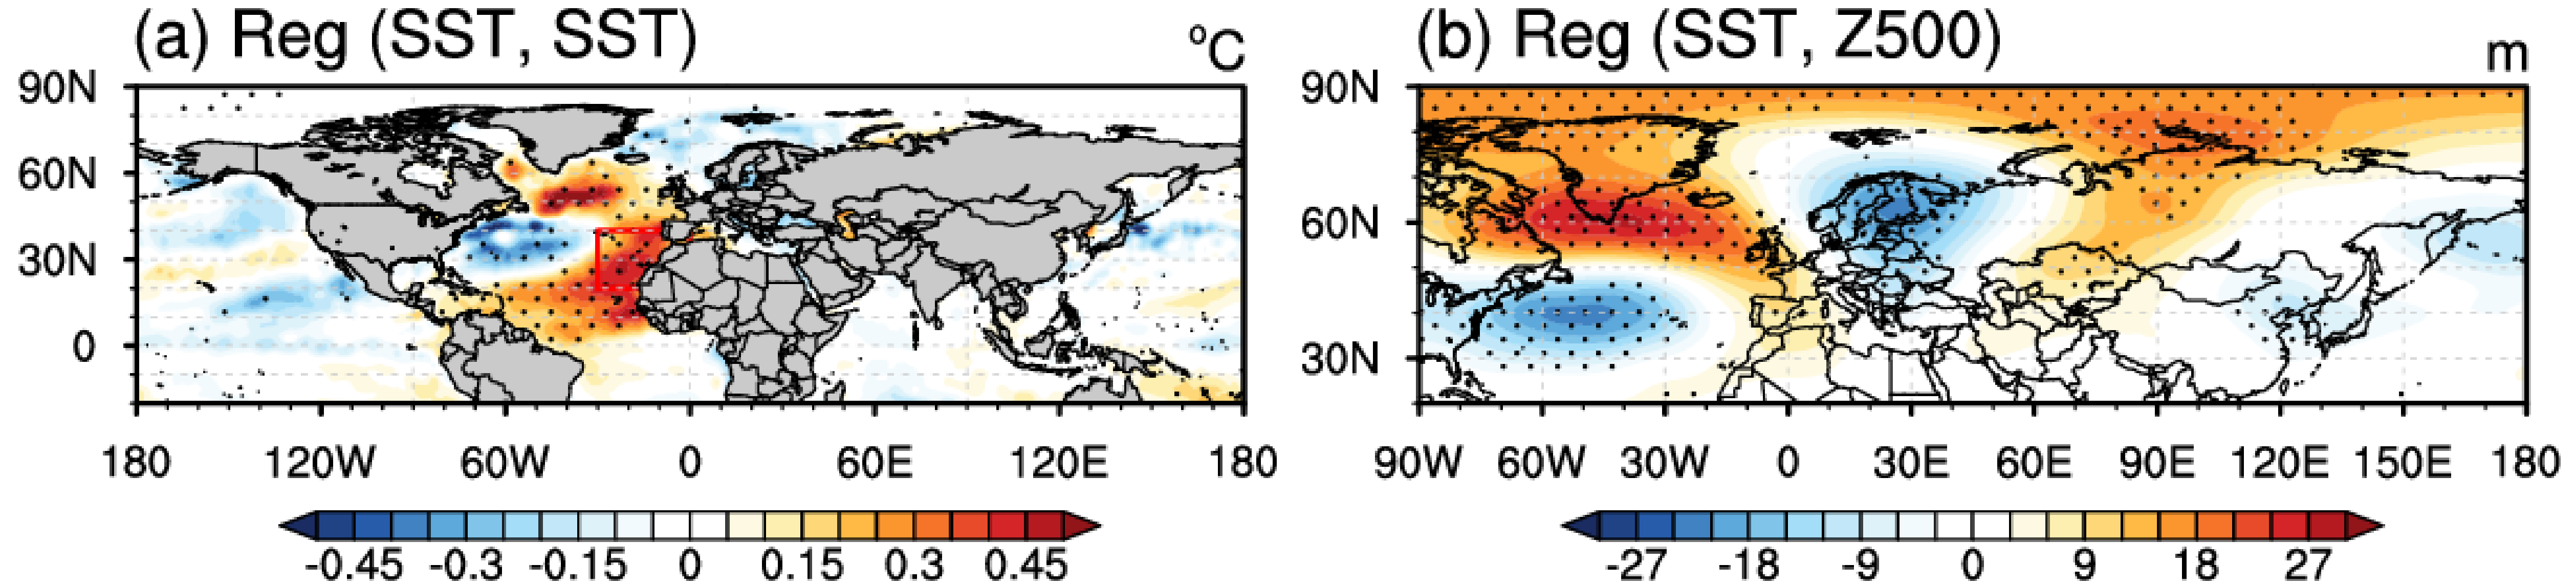 (a) Reg (SST, SST)
°C
90N
60N
30N
0
180 120W 60W 0 60E 120E 180
-0.45 -0.3 -0.15 0 0.15 0.3 0.45
(b) Reg (SST, Z500)
m
90N
60N
30N
90W 60W 30W 0 30E 60E 90E 120E 150E 180
-27 -18 -9 0 9 18 27